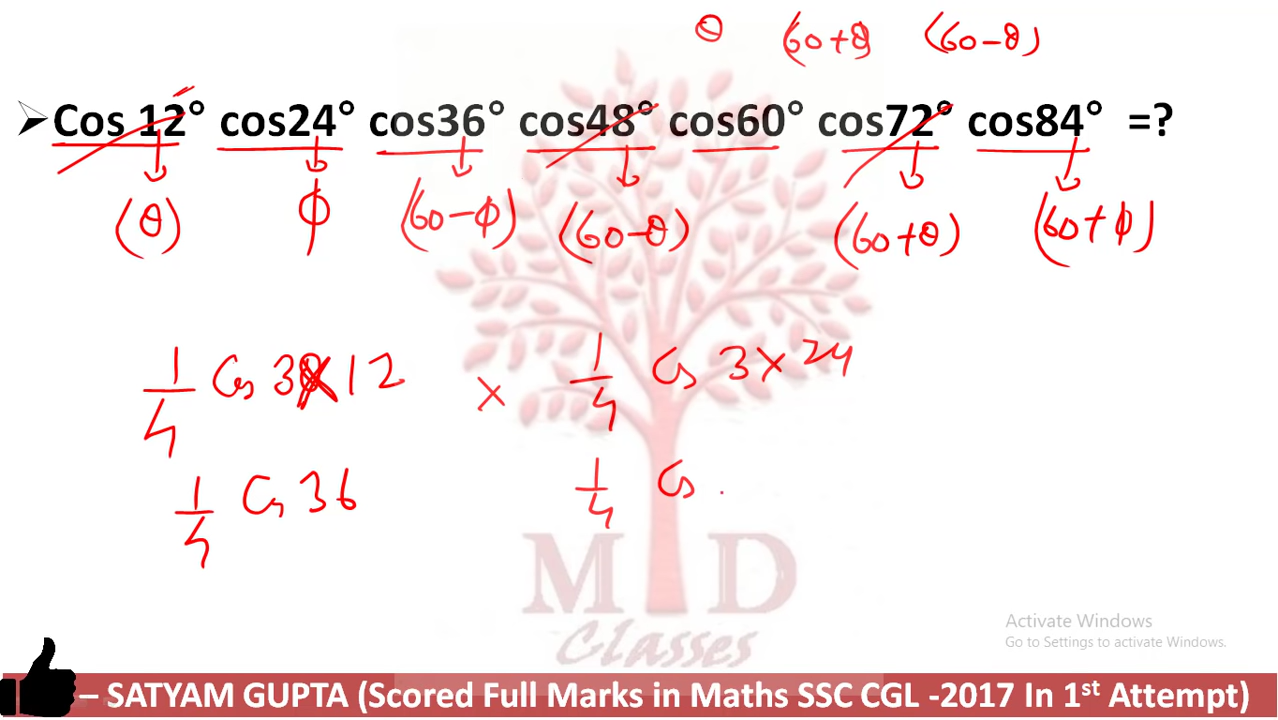 θ (60+θ) (60-θ)
➢Cos 12° cos24° cos36° cos48° cos60° cos72° cos84° =?
(θ) ϕ (60-ϕ) (60-θ) (60+θ) (60+ϕ)
1/4 Cos 3×12 × 1/4 Cos 3×24
1/4 Cos 36 1/4 Cos
MD
Classes
Activate Windows
Go to Settings to activate Windows.
– SATYAM GUPTA (Scored Full Marks in Maths SSC CGL -2017 In 1st Attempt)